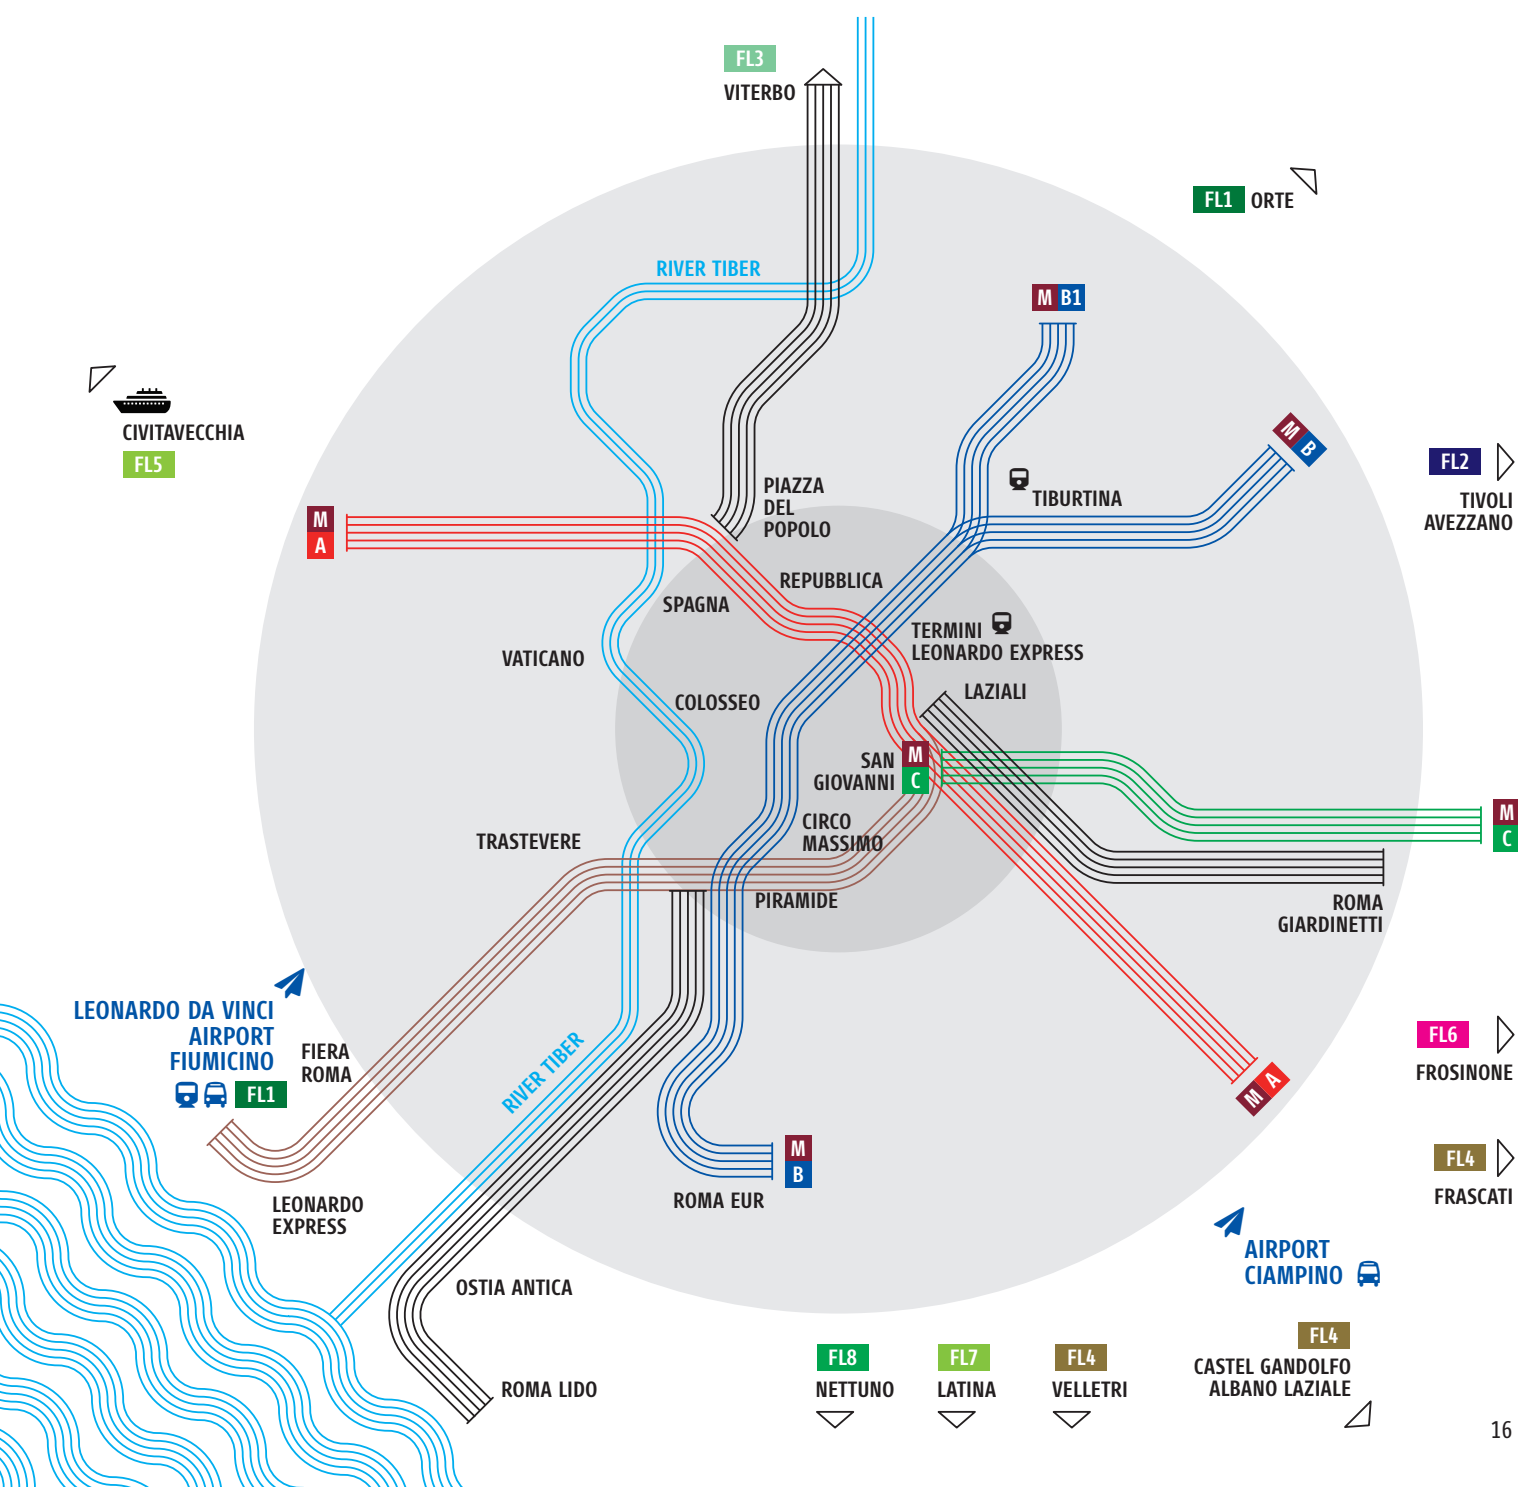 FL3
VITERBO
FL1 ORTE
RIVER TIBER
M B1
CIVITAVECCHIA
FL5
M B
FL2
TIVOLI
AVEZZANO
PIAZZA
DEL
POPOLO
TIBURTINA
M
A
REPUBBLICA
SPAGNA
TERMINI
LEONARDO EXPRESS
VATICANO
LAZIALI
COLOSSEO
SAN
GIOVANNI
M
C
M
C
CIRCO
MASSIMO
TRASTEVERE
PIRAMIDE
ROMA
GIARDINETTI
LEONARDO DA VINCI
AIRPORT
FIUMICINO
FL1
FIERA
ROMA
RIVER TIBER
FL6
FROSINONE
M A
M
B
ROMA EUR
FL4
FRASCATI
LEONARDO
EXPRESS
AIRPORT
CIAMPINO
OSTIA ANTICA
ROMA LIDO
FL8
NETTUNO
FL7
LATINA
FL4
VELLETRI
FL4
CASTEL GANDOLFO
ALBANO LAZIALE
16